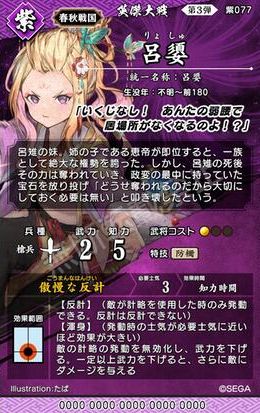 紫
春秋戦国
英傑大戦
第3弾
紫077
りょしゅ
呂嬃
統一名称:呂嬃
生没年:不明~前180
「いくじなし! あんたの弱腰で
居場所がなくなるのよ!?」
呂雉の妹。姉の子である恵帝が即位すると、一族
として絶大な権勢を誇った。しかし、呂雉の死後
その力は奪われていき、政変の最中に持っていた
宝石を放り投げ「どうせ奪われるのだから大切に
しておく必要は無い」と叩き壊したという。
兵種 武力 知力 武将コスト
槍兵 2 5
特技 防柵
ごうまんなはんけい
傲慢な反計
必要士気 3
効果時間 知力時間
効果範囲
【反計】(敵が計略を使用した時のみ発動
できる。反計は反計できない)
【渾身】(発動時の士気が必要士気に近い
ほど効果が大きい)
敵の計略の発動を無効化し、武力を下げ
る。一定以上武力を下げると、さらに敵に
ダメージを与える
Illustration:たば
©SEGA
0000 0000 0000 0000 0000